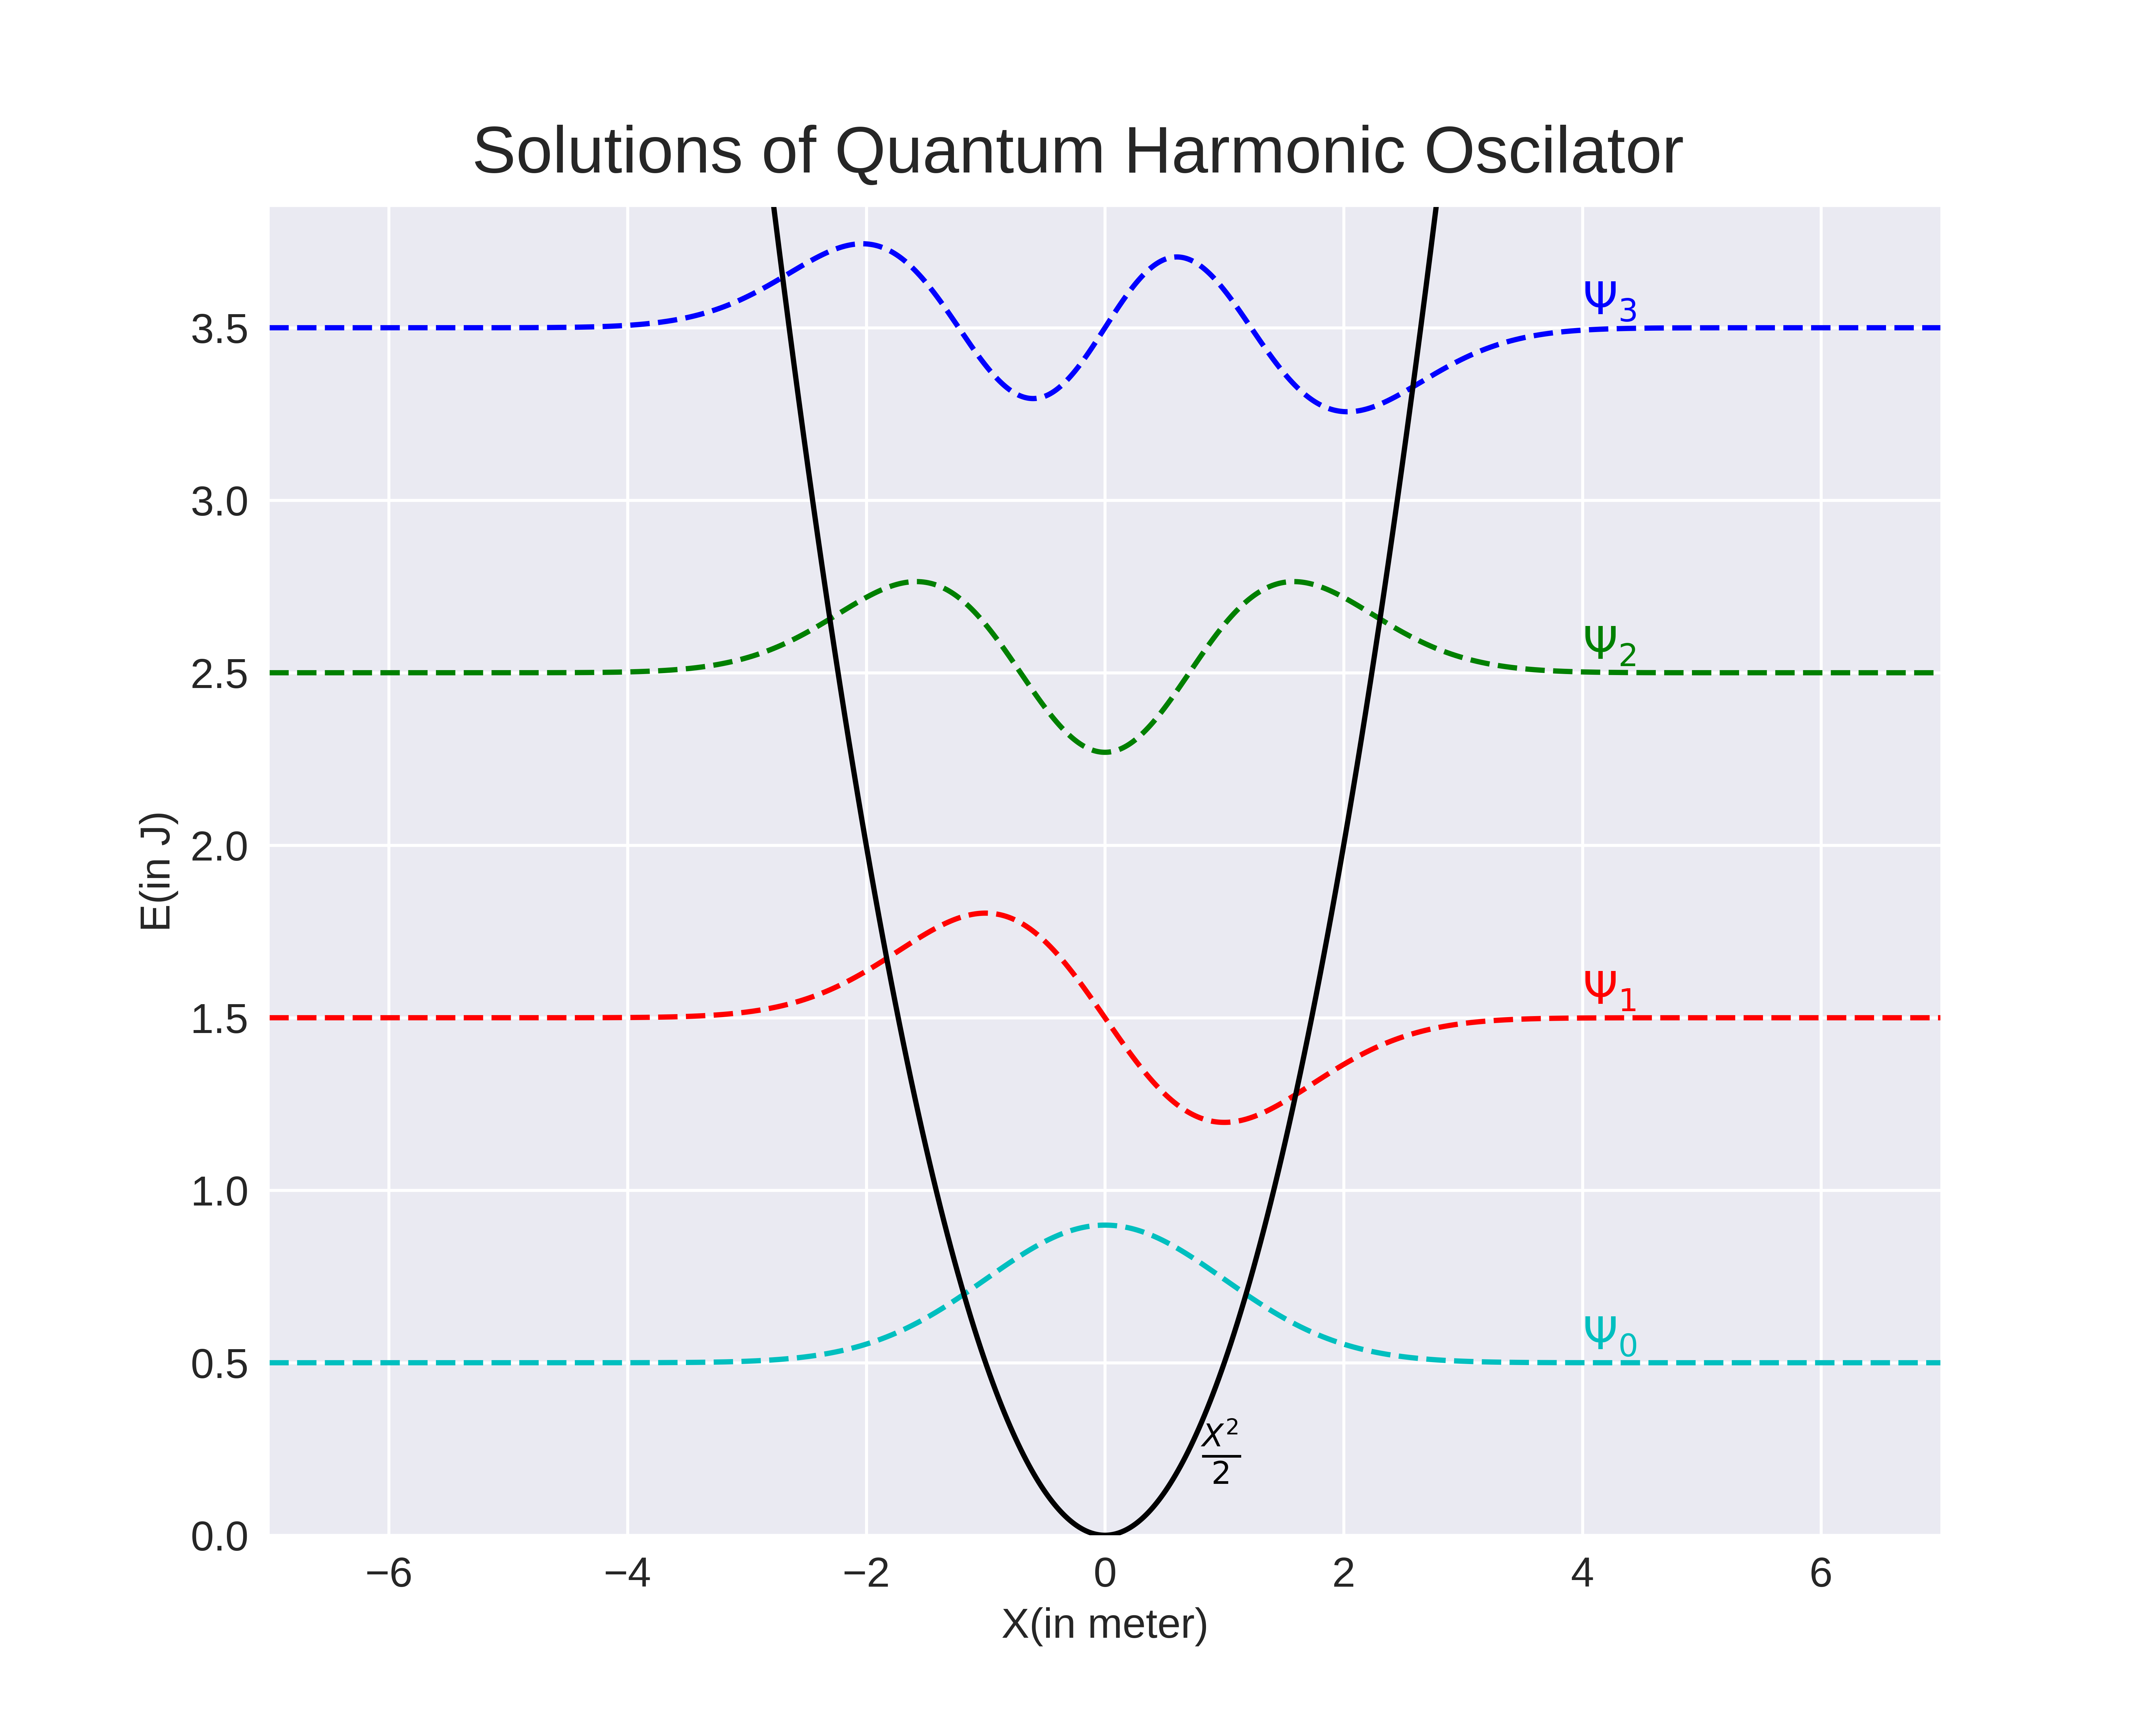 Solutions of Quantum Harmonic Oscilator
3.5
3.0
2.5
2.0
1.5
1.0
0.5
0.0
E(in J)
Ψ₃
Ψ₂
Ψ₁
Ψ₀
x²
2
−6 −4 −2 0 2 4 6
X(in meter)